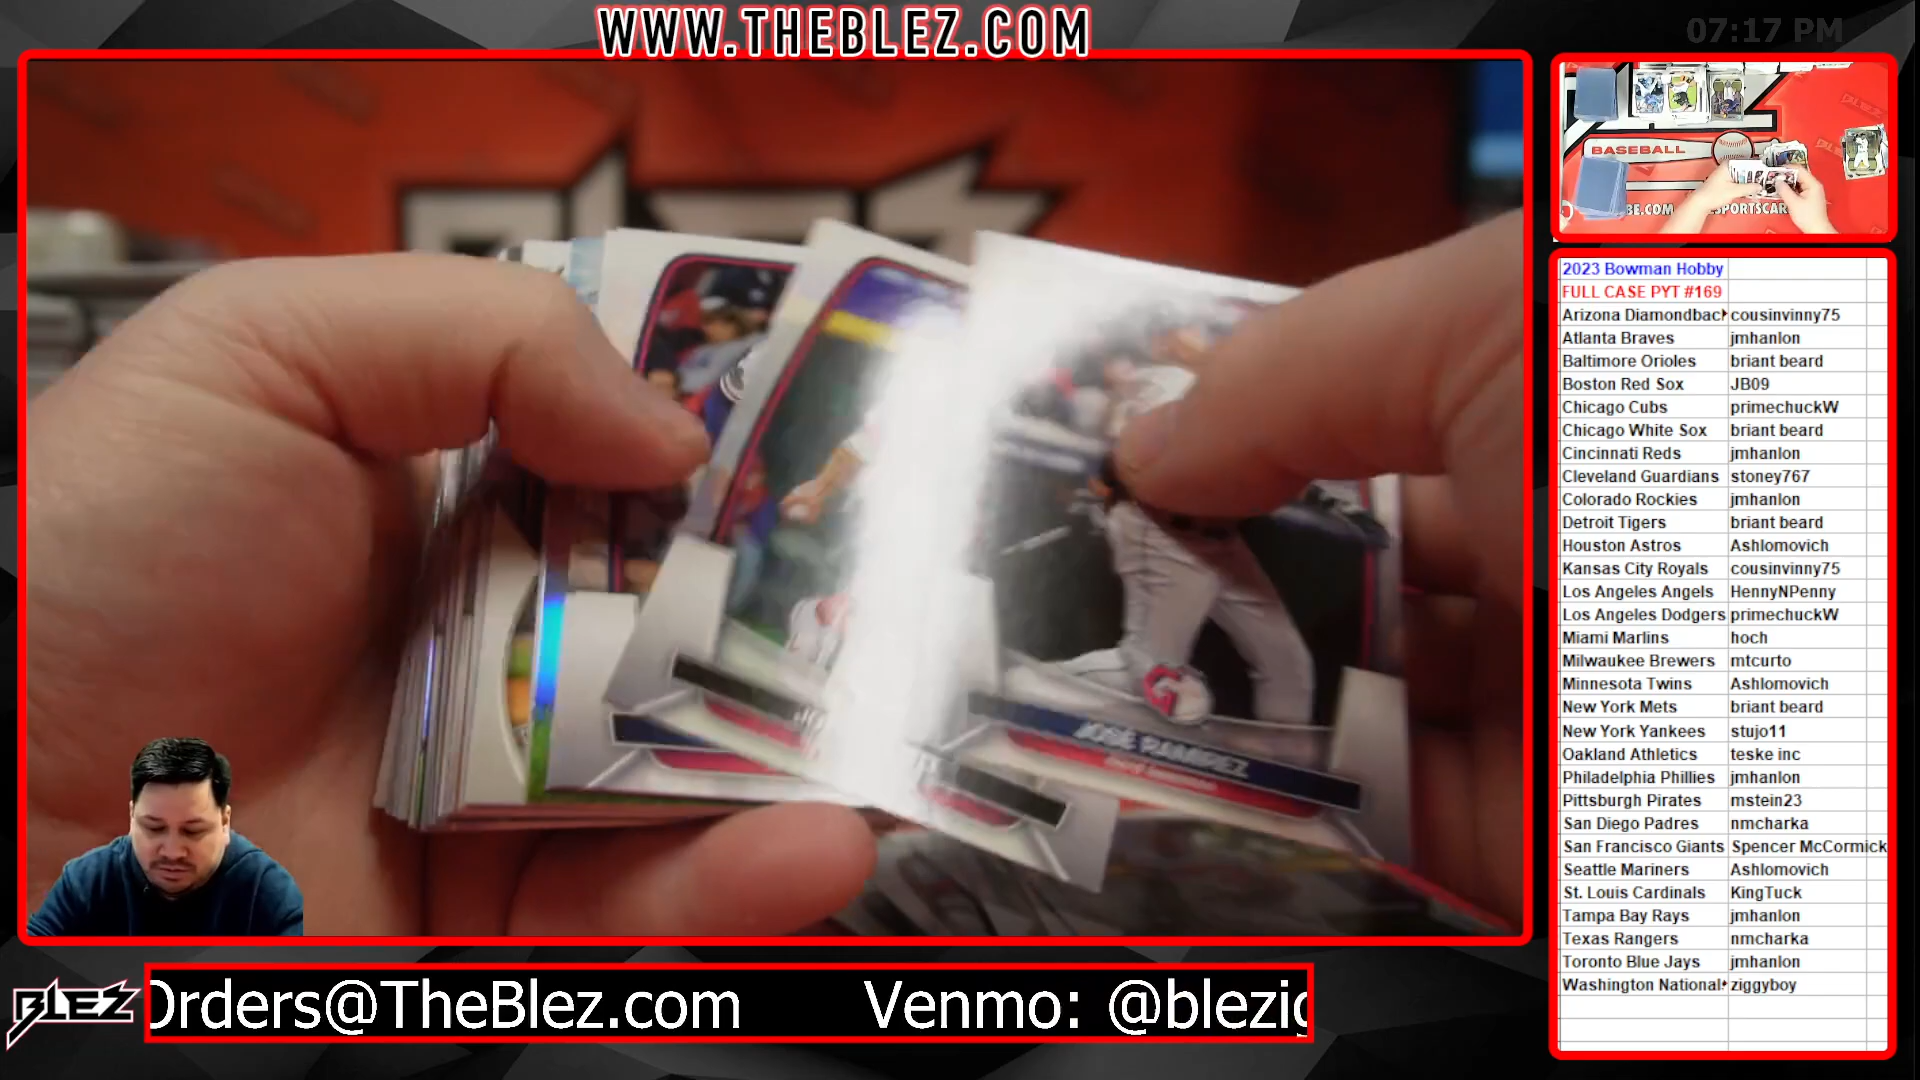 WWW.THEBLEZ.COM
07:17 PM
BASEBALL
JOSE RAMIREZ
2023 Bowman Hobby
FULL CASE PYT #169
Arizona Diamondbac cousinvinny75
Atlanta Braves jmhanlon
Baltimore Orioles briant beard
Boston Red Sox JB09
Chicago Cubs primechuckW
Chicago White Sox briant beard
Cincinnati Reds jmhanlon
Cleveland Guardians stoney767
Colorado Rockies jmhanlon
Detroit Tigers briant beard
Houston Astros Ashlomovich
Kansas City Royals cousinvinny75
Los Angeles Angels HennyNPenny
Los Angeles Dodgers primechuckW
Miami Marlins hoch
Milwaukee Brewers mtcurto
Minnesota Twins Ashlomovich
New York Mets briant beard
New York Yankees stujo11
Oakland Athletics teske inc
Philadelphia Phillies jmhanlon
Pittsburgh Pirates mstein23
San Diego Padres nmcharka
San Francisco Giants Spencer McCormick
Seattle Mariners Ashlomovich
St. Louis Cardinals KingTuck
Tampa Bay Rays jmhanlon
Texas Rangers nmcharka
Toronto Blue Jays jmhanlon
Washington National ziggyboy
BLEZ
Orders@TheBlez.com Venmo: @blezig